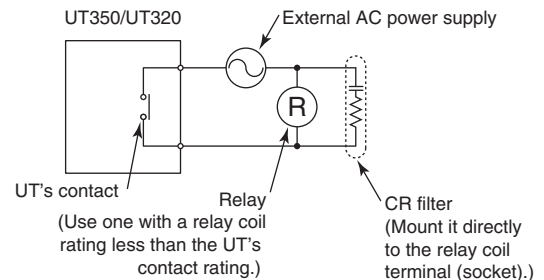 UT350/UT320
External AC power supply
R
UT's contact
Relay
(Use one with a relay coil
rating less than the UT's
contact rating.)
CR filter
(Mount it directly
to the relay coil
terminal (socket).)